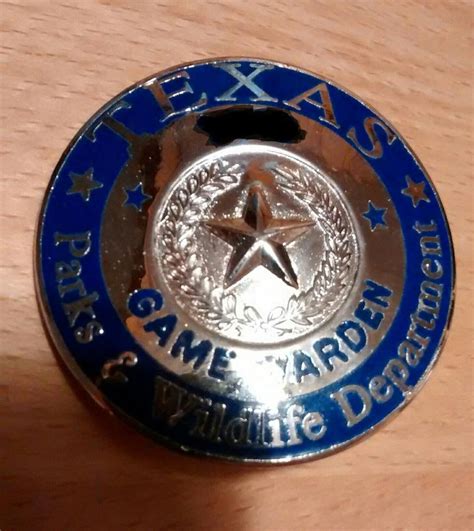 TEXAS
GAME WARDEN
Parks & Wildlife Department